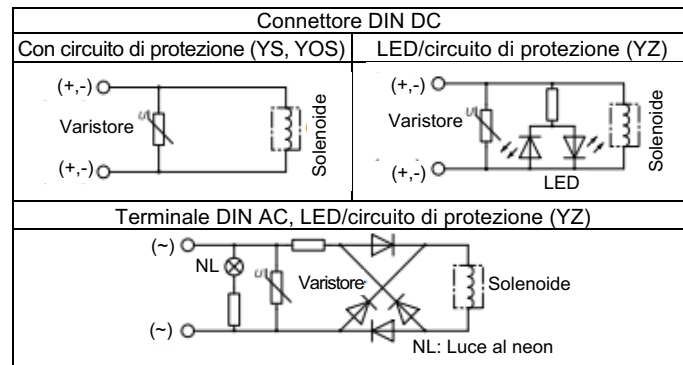 Connettore DIN DC
Con circuito di protezione (YS, YOS)
(+,-)
U
Varistore
Solenoide
(+,-)
LED/circuito di protezione (YZ)
(+,-)
U
Varistore
Solenoide
(+,-)
LED
Terminale DIN AC, LED/circuito di protezione (YZ)
(~)
NL
U
Varistore
Solenoide
(~)
NL: Luce al neon